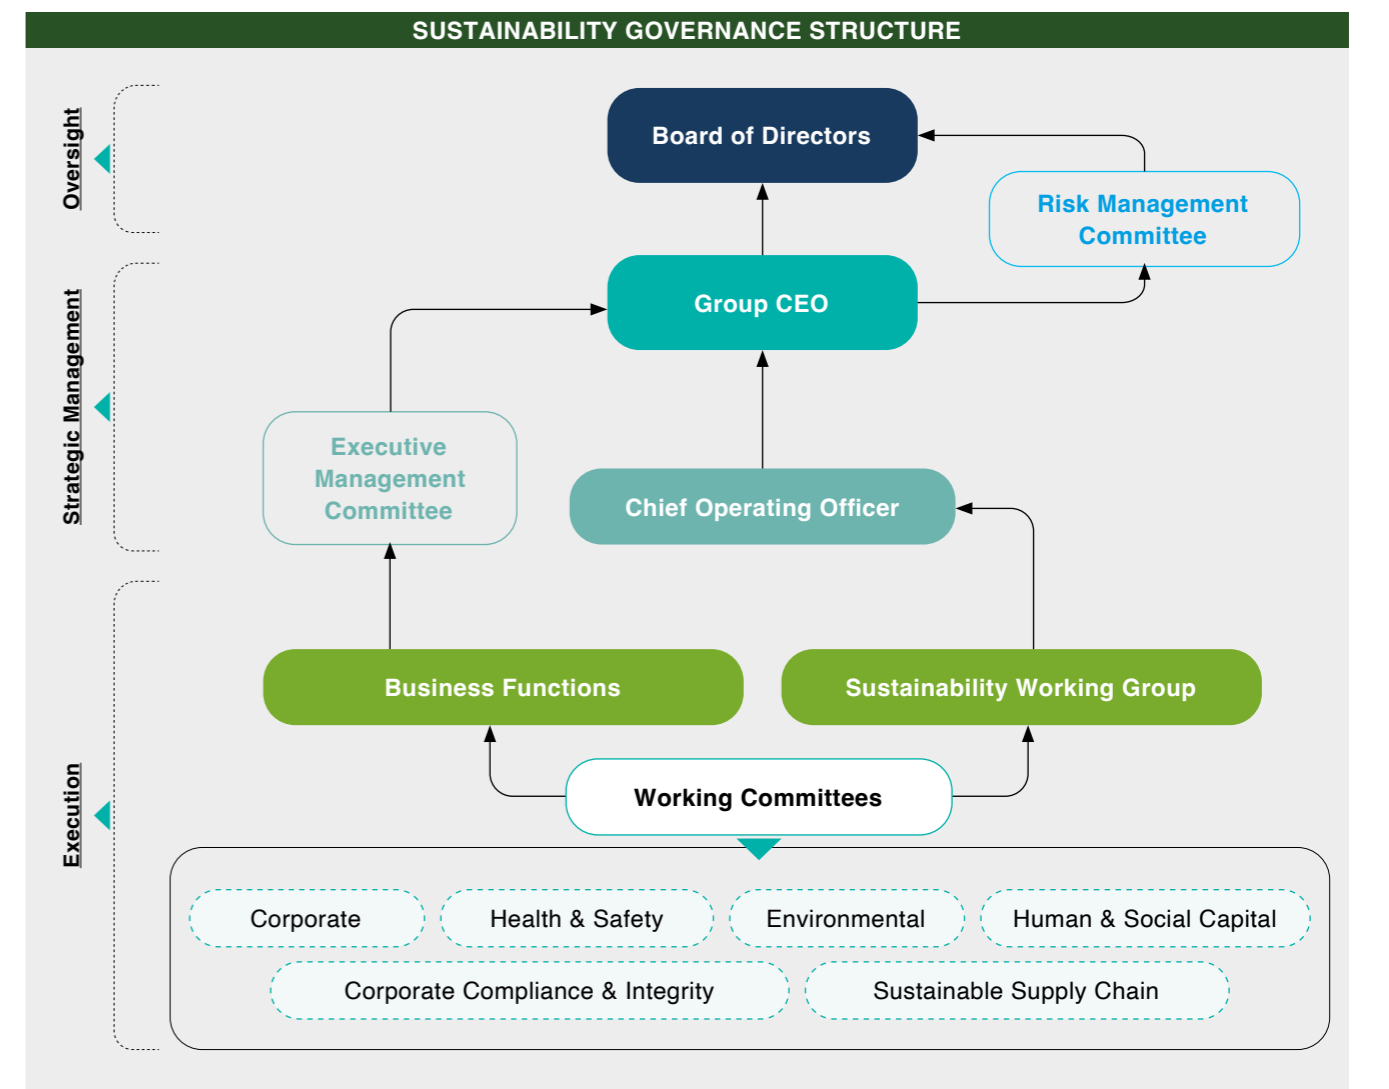 SUSTAINABILITY GOVERNANCE STRUCTURE
Oversight
Board of Directors
Risk Management
Committee
Strategic Management
Group CEO
Executive
Management
Committee
Chief Operating Officer
Execution
Business Functions
Sustainability Working Group
Working Committees
Corporate
Health & Safety
Environmental
Human & Social Capital
Corporate Compliance & Integrity
Sustainable Supply Chain